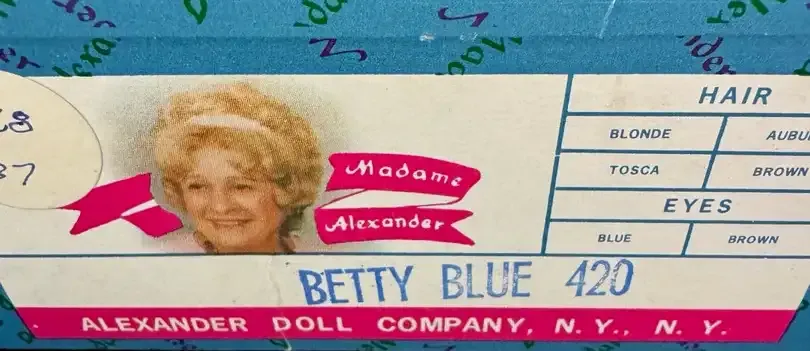 Madame
Alexander
HAIR
BLONDE
TOSCA BROWN
EYES
BLUE BROWN
BETTY BLUE 420
ALEXANDER DOLL COMPANY, N. Y., N. Y.